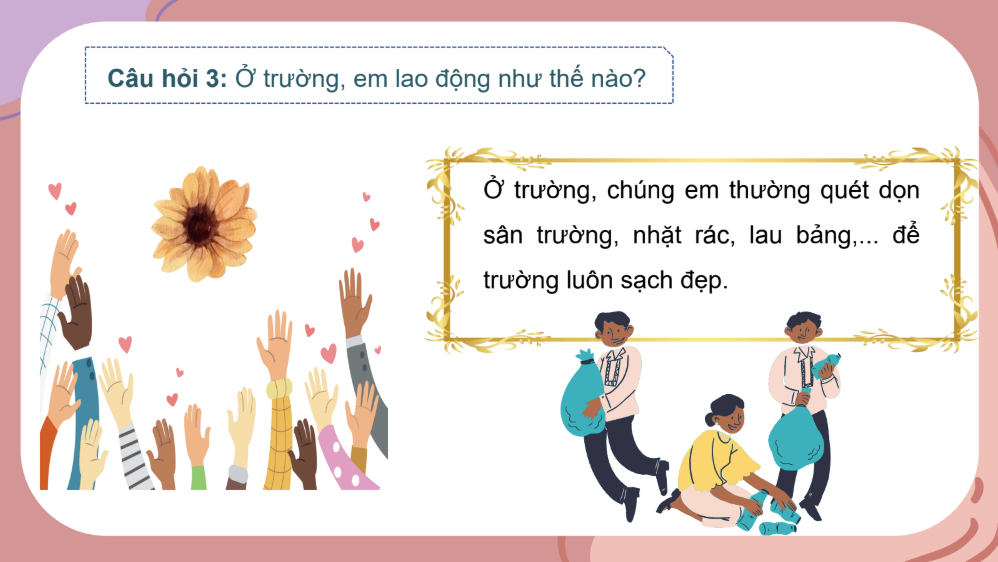 Câu hỏi 3: Ở trường, em lao động như thế nào?
Ở trường, chúng em thường quét dọn
sân trường, nhặt rác, lau bảng,... để
trường luôn sạch đẹp.